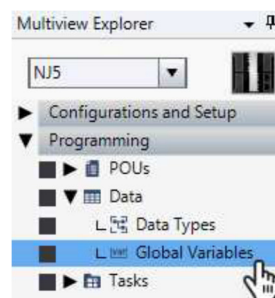 Multiview Explorer
NJ5
Configurations and Setup
Programming
POUs
Data
Data Types
Global Variables
Tasks